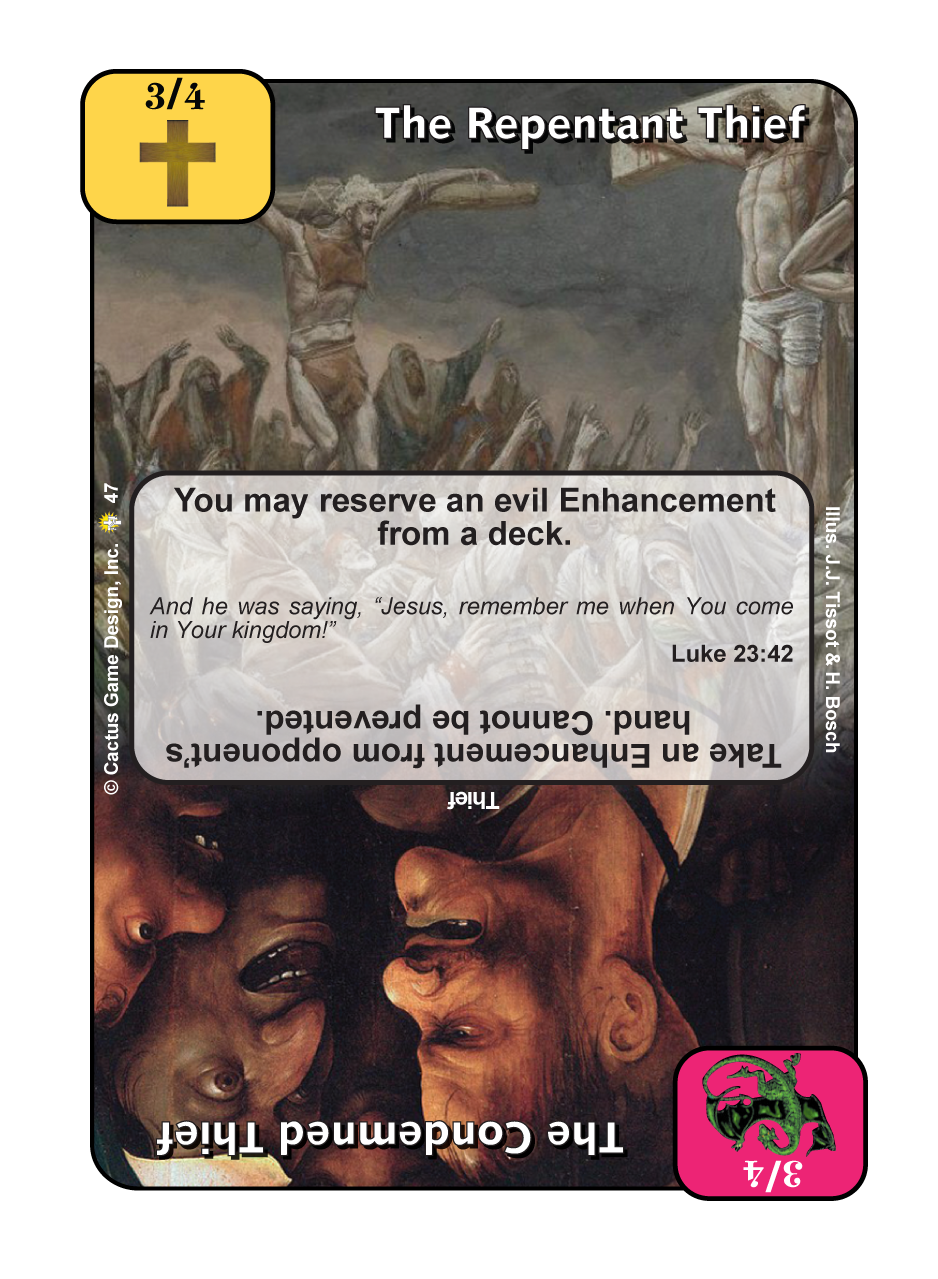 3/4
The Repentant Thief
You may reserve an evil Enhancement
from a deck.
And he was saying, “Jesus, remember me when You come
in Your kingdom!”
Luke 23:42
Take an Enhancement from opponent’s
hand. Cannot be prevented.
Thief
The Condemned Thief
3/4
© Cactus Game Design, Inc. 47
Illus. J.J. Tissot & H. Bosch